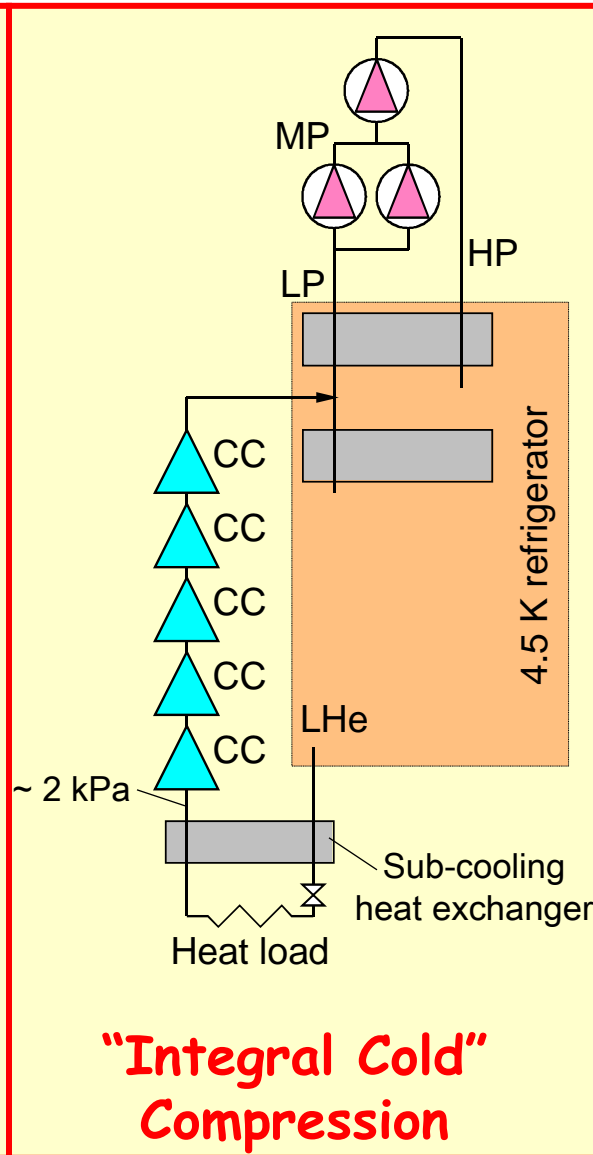 MP
HP
LP
CC
CC
CC
CC
CC
4.5 K refrigerator
LHe
~ 2 kPa
Sub-cooling
heat exchanger
Heat load
“Integral Cold”
Compression